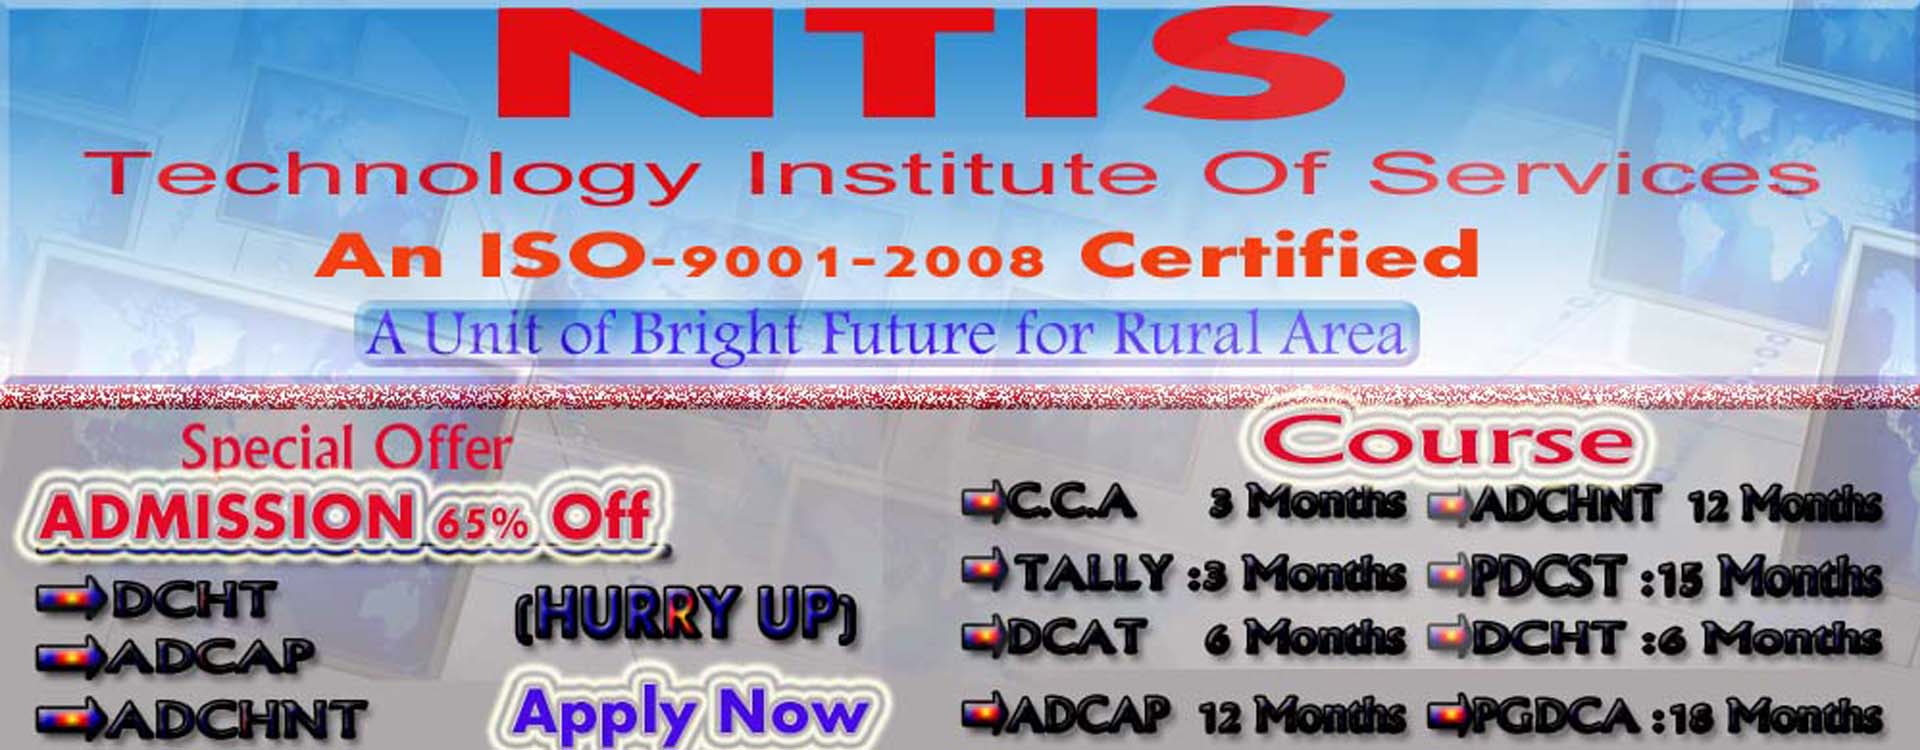 NTIS
Technology Institute Of Services
An ISO-9001-2008 Certified
A Unit of Bright Future for Rural Area
Special Offer
ADMISSION 65% Off
DCHT
ADCAP
ADCHNT
(HURRY UP)
Apply Now
Course
C.C.A 3 Months
TALLY :3 Months
DCAT 6 Months
ADCAP 12 Months
ADCHNT 12 Months
PDCST :15 Months
DCHT :6 Months
PGDCA :18 Months